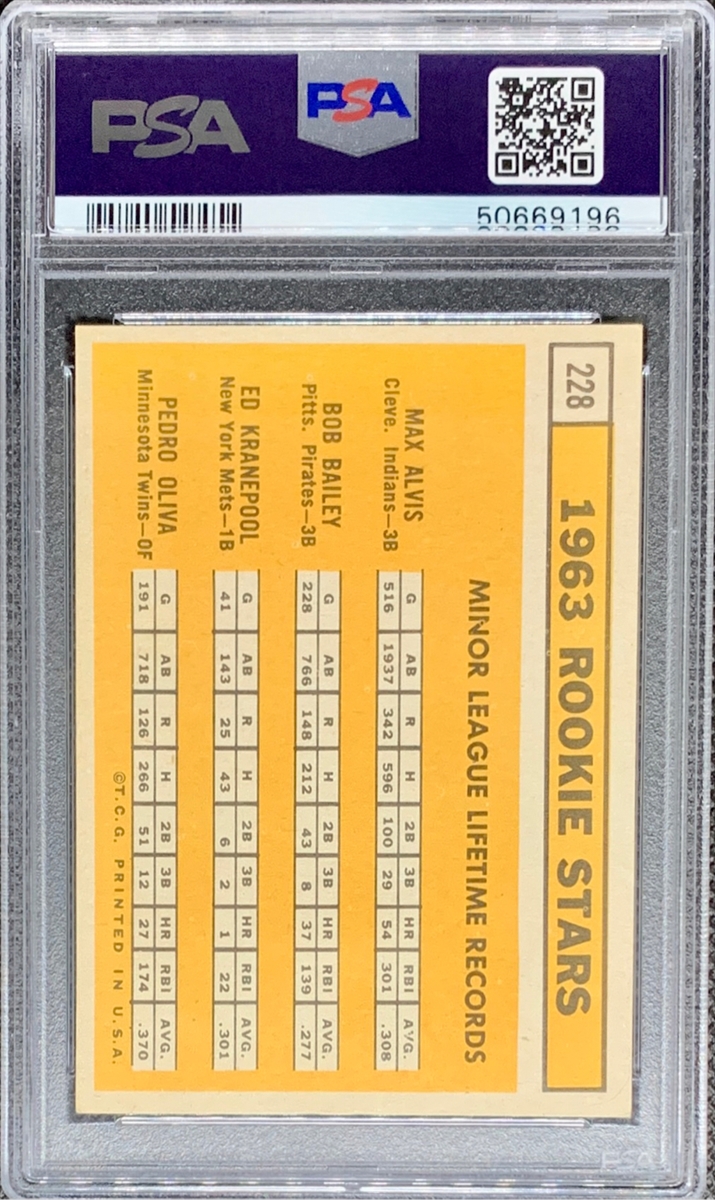 PSA
PSA
50669196
228
1963 ROOKIE STARS
MINOR LEAGUE LIFETIME RECORDS
MAX ALVIS
Cleve. Indians—3B
G AB R H 2B 3B HR RBI AVG.
516 1937 342 596 100 29 54 301 .308
BOB BAILEY
Pitts. Pirates—3B
G AB R H 2B 3B HR RBI AVG.
228 766 148 212 43 8 37 139 .277
ED KRANEPOOL
New York Mets—1B
G AB R H 2B 3B HR RBI AVG.
41 143 25 43 6 2 1 22 .301
PEDRO OLIVA
Minnesota Twins—OF
G AB R H 2B 3B HR RBI AVG.
191 718 126 266 51 12 27 174 .370
©T.C.G. PRINTED IN U.S.A.
PSA